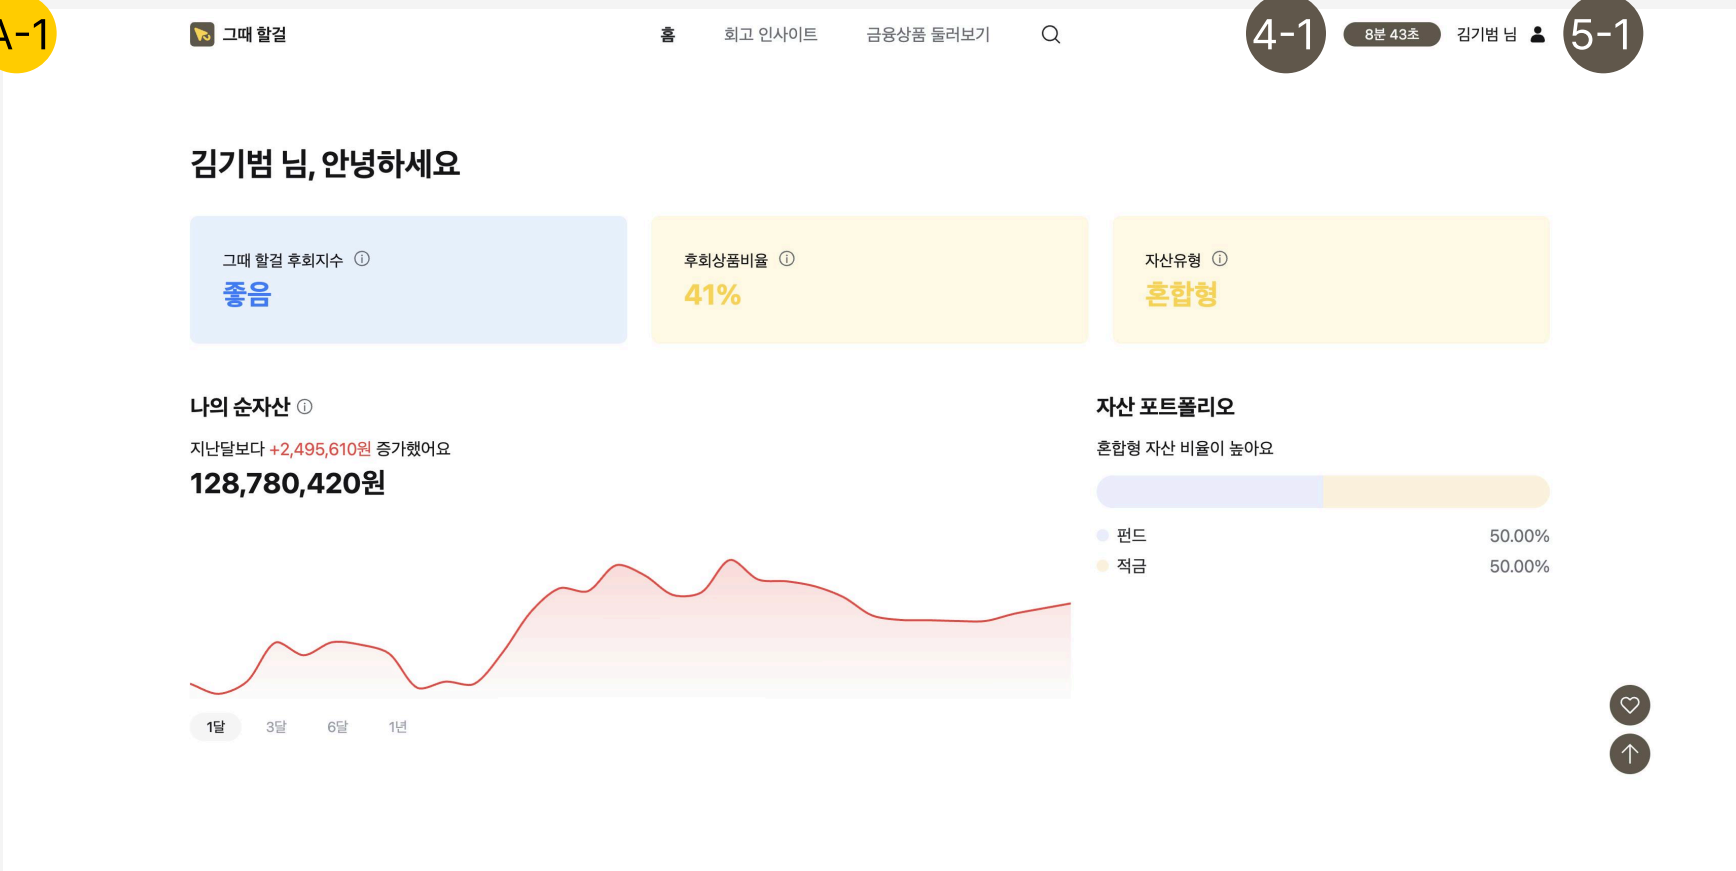 A-1
그때 할걸
홈 회고 인사이트 금융상품 둘러보기
4-1
8분 43초
김기범 님
5-1
김기범 님, 안녕하세요
그때 할걸 후회지수
좋음
후회상품비율
41%
자산유형
혼합형
나의 순자산
지난달보다 +2,495,610원 증가했어요
128,780,420원
1달 3달 6달 1년
자산 포트폴리오
혼합형 자산 비율이 높아요
펀드 50.00%
적금 50.00%